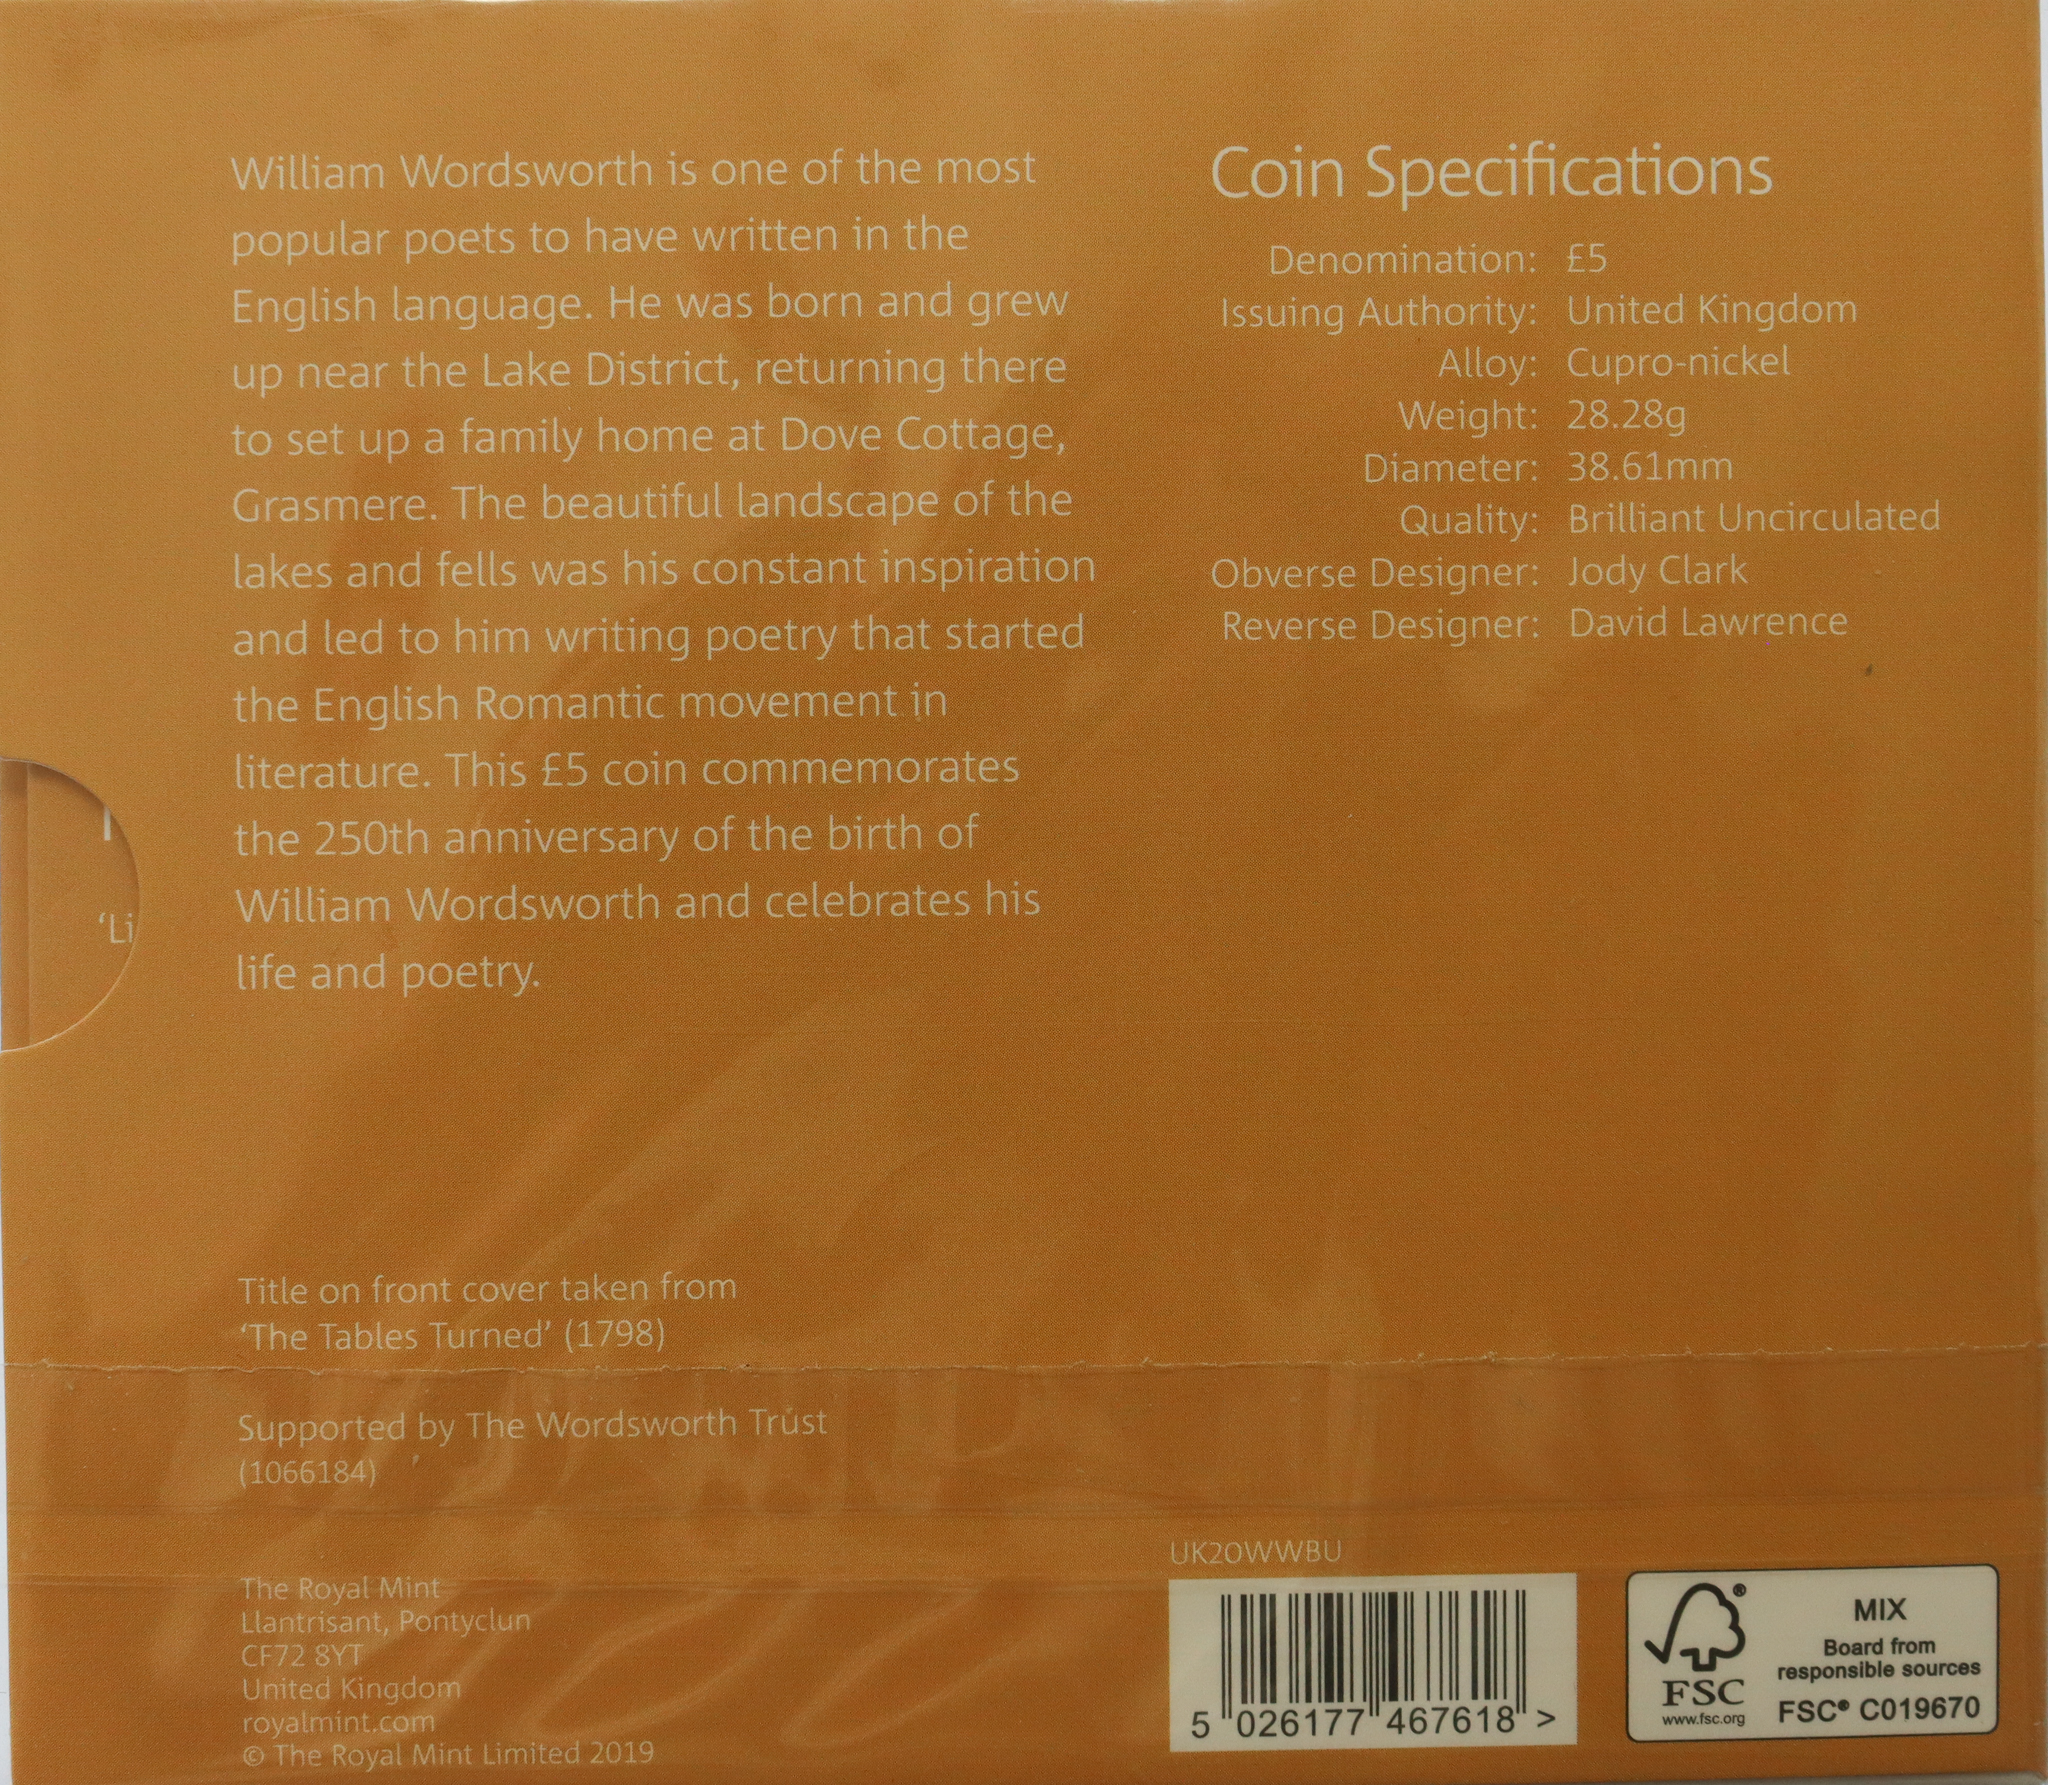 William Wordsworth is one of the most
popular poets to have written in the
English language. He was born and grew
up near the Lake District, returning there
to set up a family home at Dove Cottage,
Grasmere. The beautiful landscape of the
lakes and fells was his constant inspiration
and led to him writing poetry that started
the English Romantic movement in
literature. This £5 coin commemorates
the 250th anniversary of the birth of
William Wordsworth and celebrates his
life and poetry.
Coin Specifications
Denomination: £5
Issuing Authority: United Kingdom
Alloy: Cupro-nickel
Weight: 28.28g
Diameter: 38.61mm
Quality: Brilliant Uncirculated
Obverse Designer: Jody Clark
Reverse Designer: David Lawrence
‘Li
Title on front cover taken from
‘The Tables Turned’ (1798)
Supported by The Wordsworth Trust
(1066184)
The Royal Mint
Llantrisant, Pontyclun
CF72 8YT
United Kingdom
royalmint.com
© The Royal Mint Limited 2019
UK20WWBU
5 026177 467618 >
FSC
www.fsc.org
MIX
Board from
responsible sources
FSC® C019670